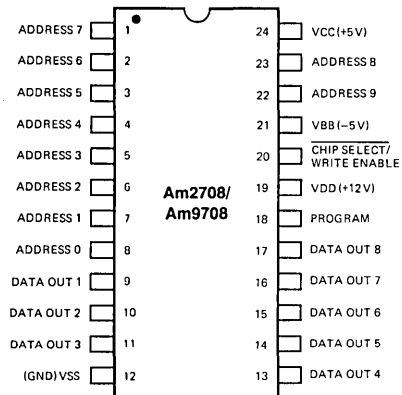 ADDRESS 7 1 24 VCC (+5 V)
ADDRESS 6 2 23 ADDRESS 8
ADDRESS 5 3 22 ADDRESS 9
ADDRESS 4 4 21 VBB (−5 V)
ADDRESS 3 5 20 CHIP SELECT/
WRITE ENABLE
ADDRESS 2 6 19 VDD (+12 V)
Am2708/
Am9708
ADDRESS 1 7 18 PROGRAM
ADDRESS 0 8 17 DATA OUT 8
DATA OUT 1 9 16 DATA OUT 7
DATA OUT 2 10 15 DATA OUT 6
DATA OUT 3 11 14 DATA OUT 5
(GND) VSS 12 13 DATA OUT 4